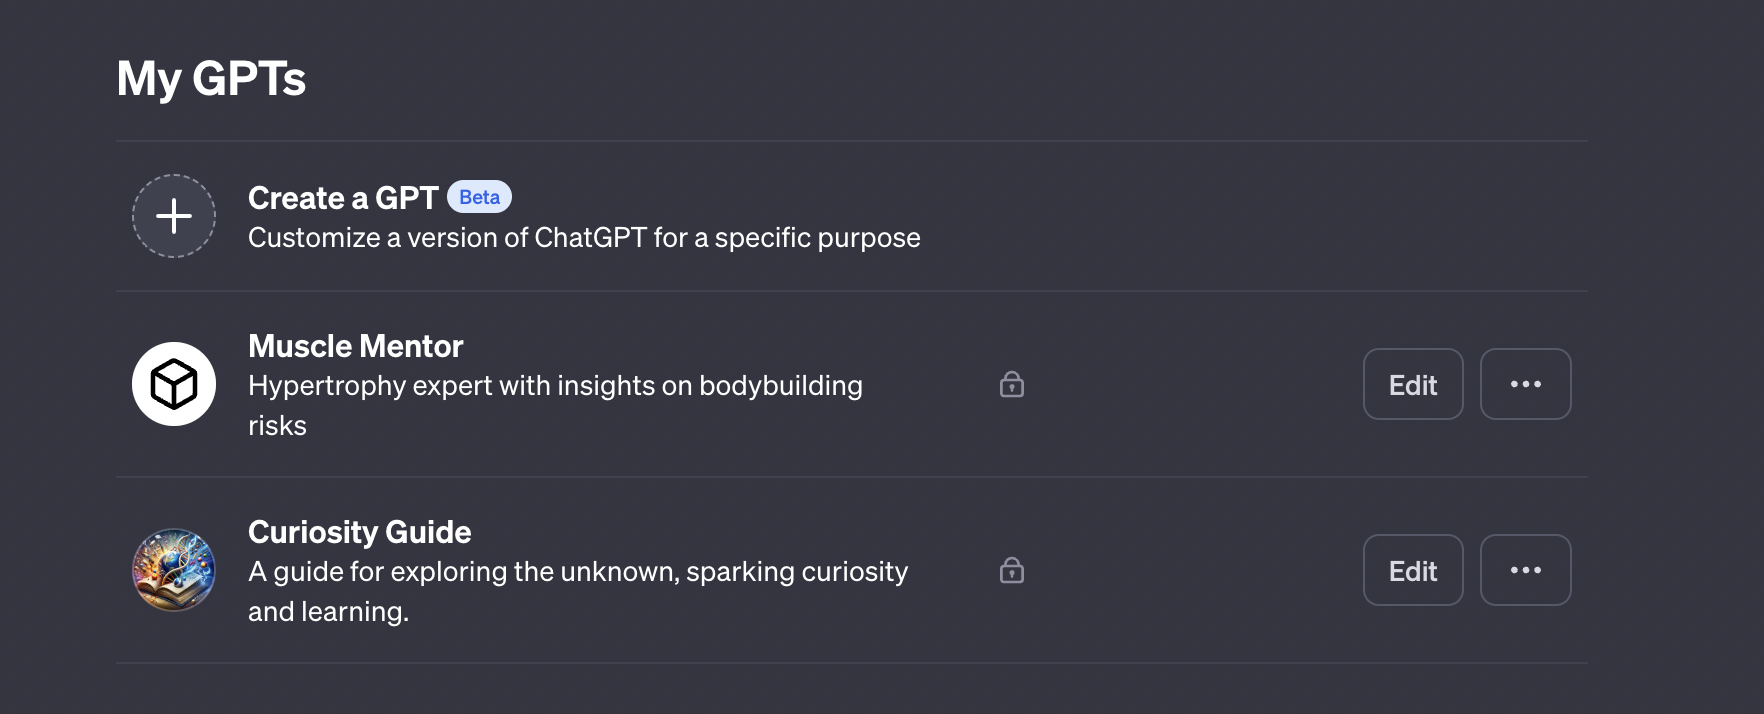 My GPTs
Create a GPT Beta
Customize a version of ChatGPT for a specific purpose
Muscle Mentor
Hypertrophy expert with insights on bodybuilding
risks
Edit
Curiosity Guide
A guide for exploring the unknown, sparking curiosity
and learning.
Edit